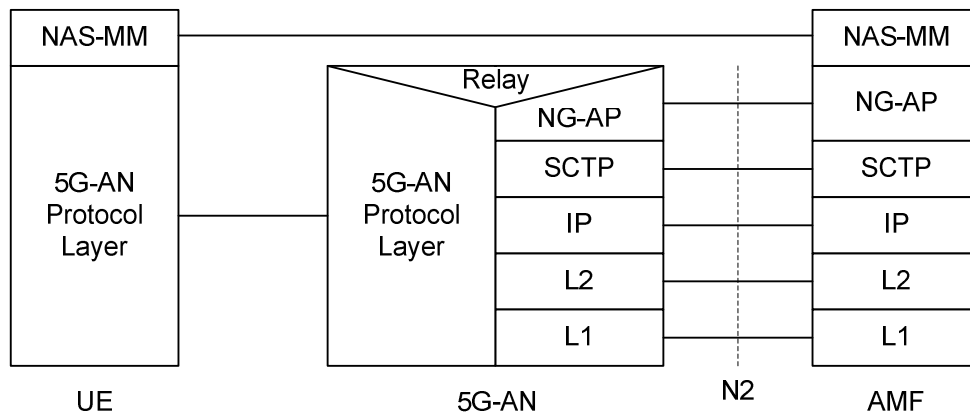 NAS-MM
NAS-MM
Relay
NG-AP
NG-AP
SCTP
SCTP
5G-AN
Protocol
Layer
5G-AN
Protocol
Layer
IP
IP
L2
L2
L1
L1
UE
5G-AN
N2
AMF